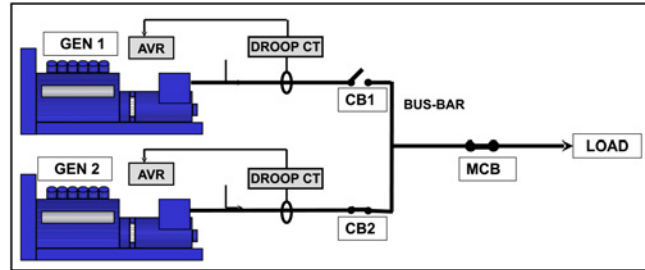 GEN 1
AVR
DROOP CT
CB1
BUS-BAR
GEN 2
AVR
DROOP CT
CB2
MCB
LOAD